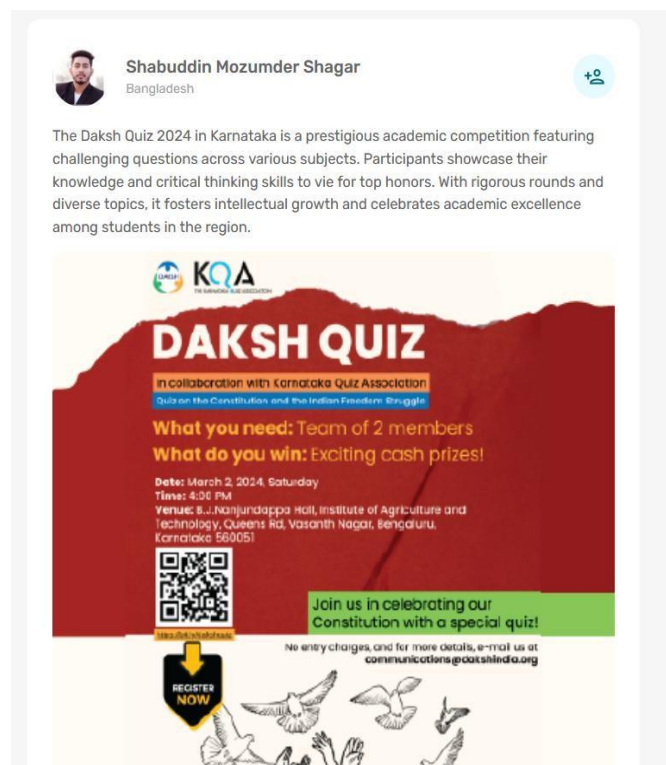 Shabuddin Mozumder Shagar
Bangladesh
The Daksh Quiz 2024 in Karnataka is a prestigious academic competition featuring
challenging questions across various subjects. Participants showcase their
knowledge and critical thinking skills to vie for top honors. With rigorous rounds and
diverse topics, it fosters intellectual growth and celebrates academic excellence
among students in the region.
DAKSH KQA
THE KARNATAKA QUIZ ASSOCIATION
DAKSH QUIZ
in collaboration with Karnataka Quiz Association
Quiz on the Constitution and the Indian Freedom Struggle
What you need: Team of 2 members
What do you win: Exciting cash prizes!
Date: March 2, 2024, Saturday
Time: 4:00 PM
Venue: B.J.Nanjundappa Hall, Institute of Agriculture and
Technology, Queens Rd, Vasanth Nagar, Bengaluru,
Karnataka 560051
Join us in celebrating our
Constitution with a special quiz!
No entry charges, and for more details, e-mail us at
communications@dakshindia.org
REGISTER
NOW